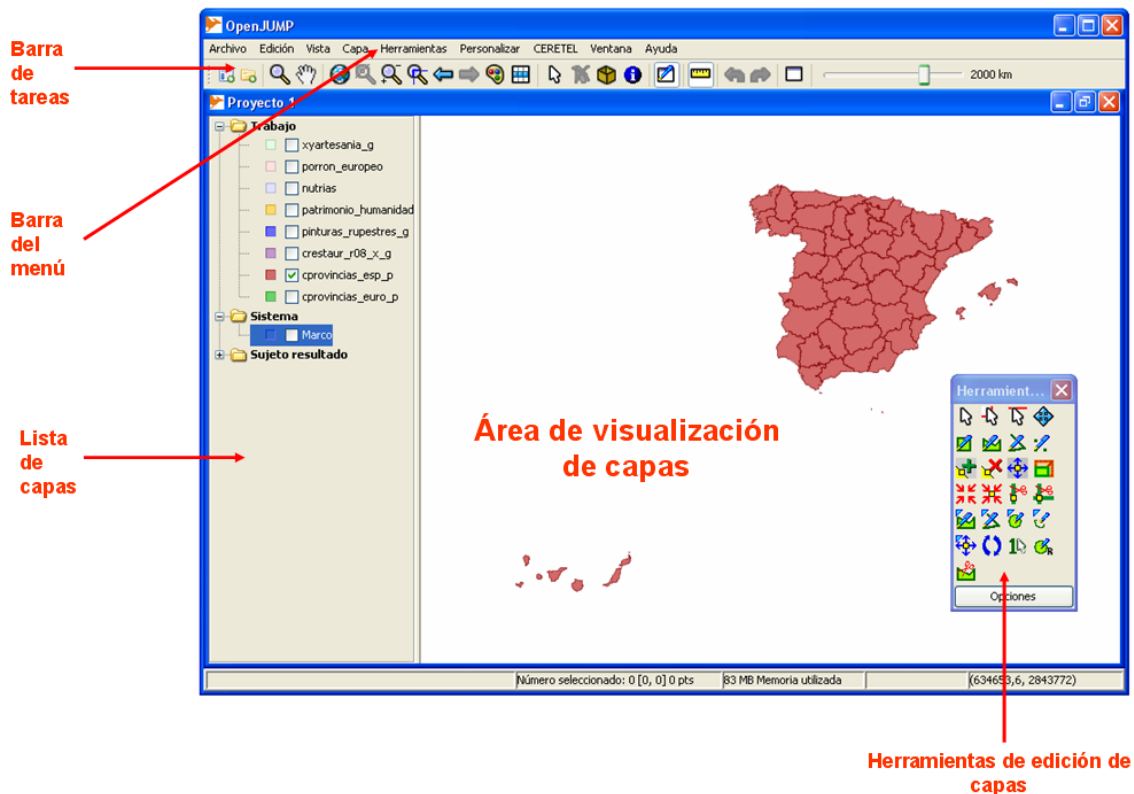 OpenJUMP
Archivo Edición Vista Capa Herramientas Personalizar CERETEL Ventana Ayuda
2000 km
Proyecto 1
Trabajo
xyartesania_g
porron_europeo
nutrias
patrimonio_humanidad
pinturas_rupestres_g
crestaur_r08_x_g
cprovincias_esp_p
cprovincias_euro_p
Sistema
Marco
Sujeto resultado
Barra
de
tareas
Barra
del
menú
Lista
de
capas
Área de visualización
de capas
Herramient...
Opciones
Número seleccionado: 0 [0, 0] 0 pts
83 MB Memoria utilizada
(634653,6, 2843772)
Herramientas de edición de
capas